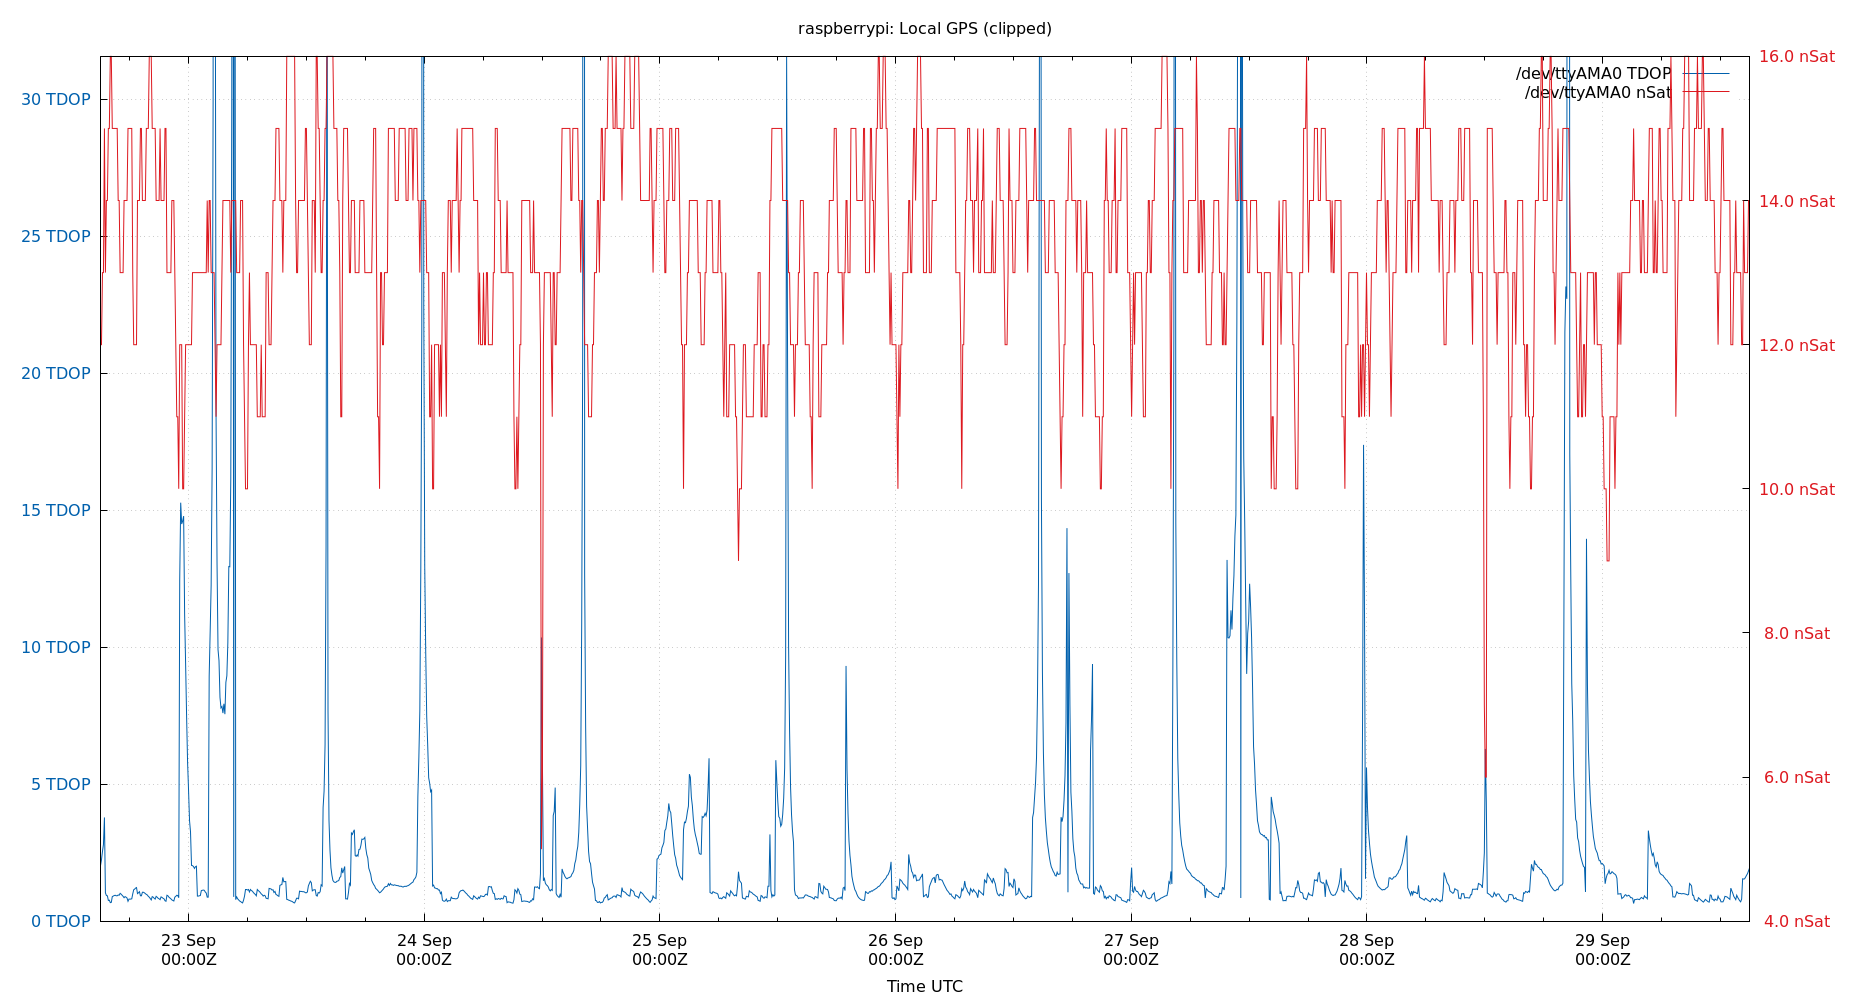 raspberrypi: Local GPS (clipped)
30 TDOP
25 TDOP
20 TDOP
15 TDOP
10 TDOP
5 TDOP
0 TDOP
16.0 nSat
14.0 nSat
12.0 nSat
10.0 nSat
8.0 nSat
6.0 nSat
4.0 nSat
/dev/ttyAMA0 TDOP
/dev/ttyAMA0 nSat
23 Sep
00:00Z
24 Sep
00:00Z
25 Sep
00:00Z
26 Sep
00:00Z
27 Sep
00:00Z
28 Sep
00:00Z
29 Sep
00:00Z
Time UTC